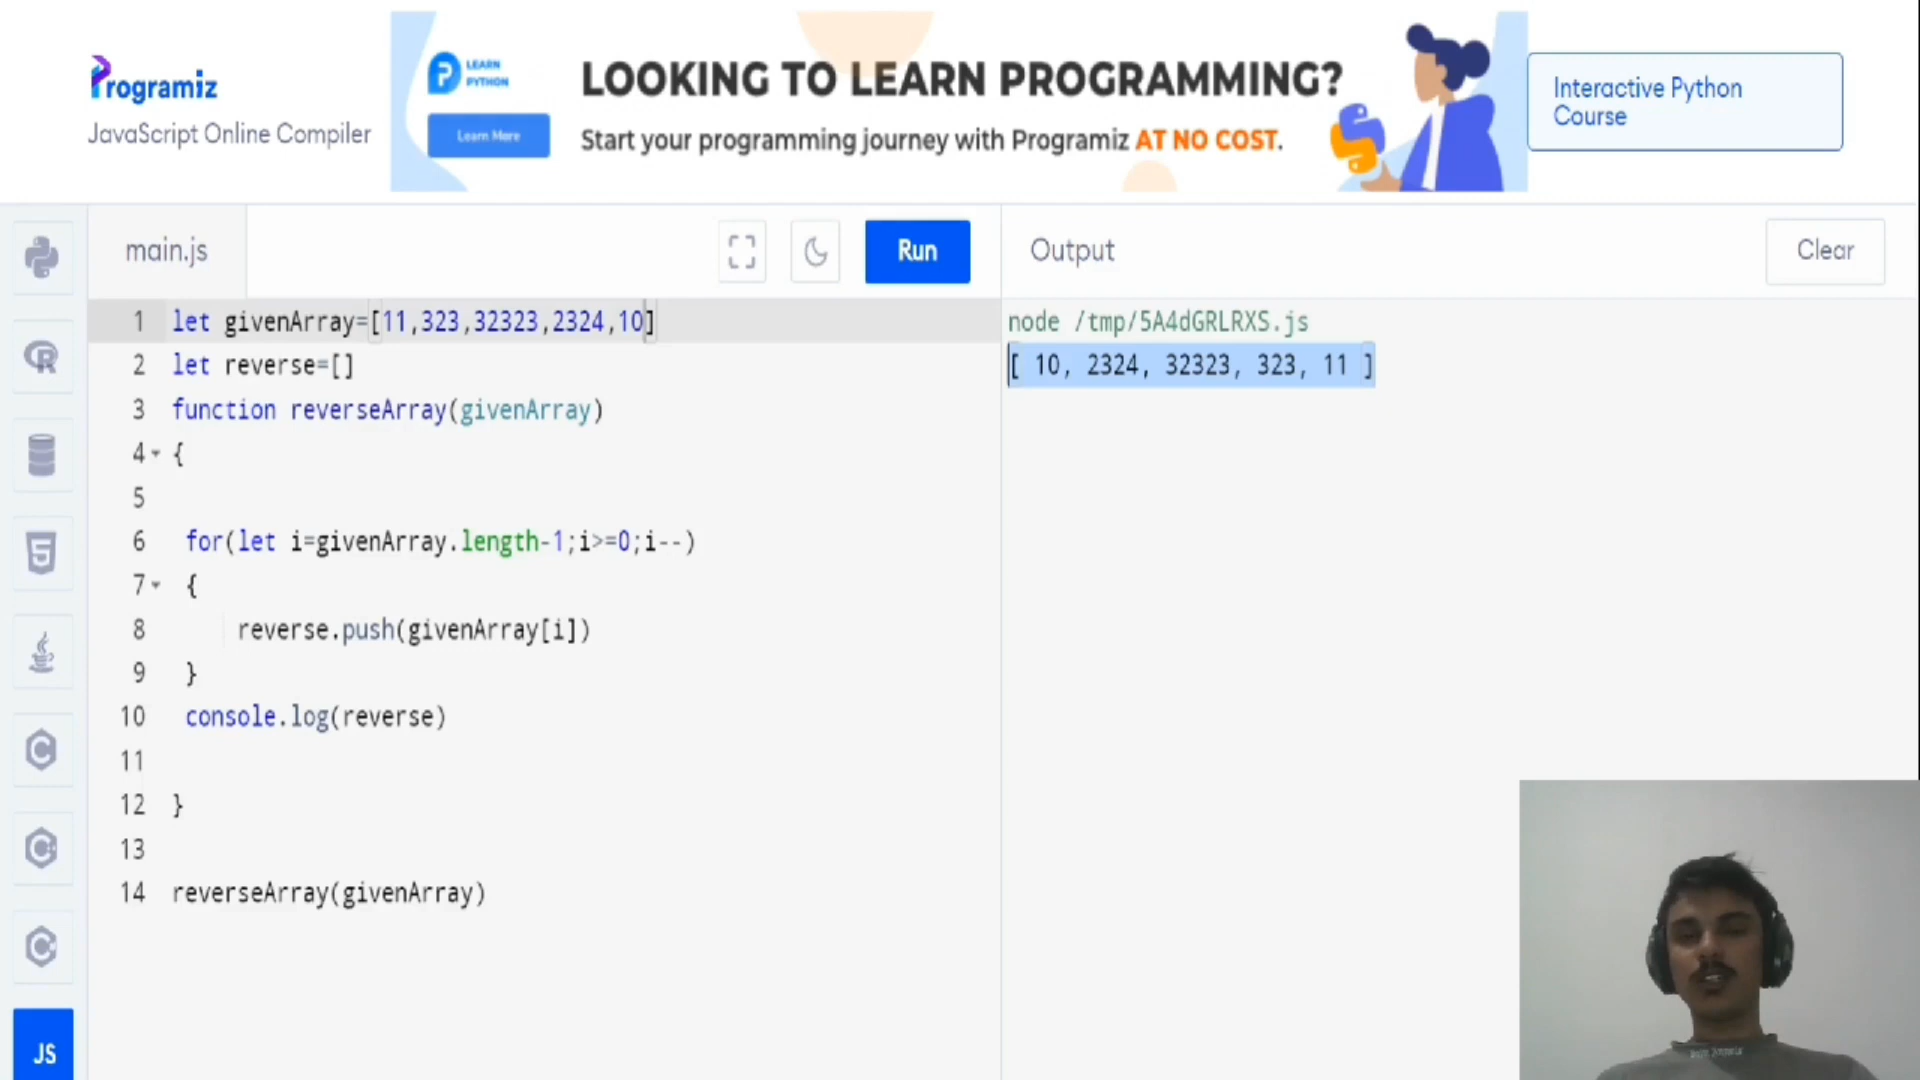 Programiz
JavaScript Online Compiler
LEARN
PYTHON
Learn More
LOOKING TO LEARN PROGRAMMING?
Start your programming journey with Programiz AT NO COST.
Interactive Python
Course
main.js
Run
Output
Clear
1 let givenArray=[11,323,32323,2324,10]
2 let reverse=[]
3 function reverseArray(givenArray)
4 {
5
6 for(let i=givenArray.length-1;i>=0;i--)
7 {
8 reverse.push(givenArray[i])
9 }
10 console.log(reverse)
11
12 }
13
14 reverseArray(givenArray)
node /tmp/5A4dGRLRXS.js
[ 10, 2324, 32323, 323, 11 ]
JS